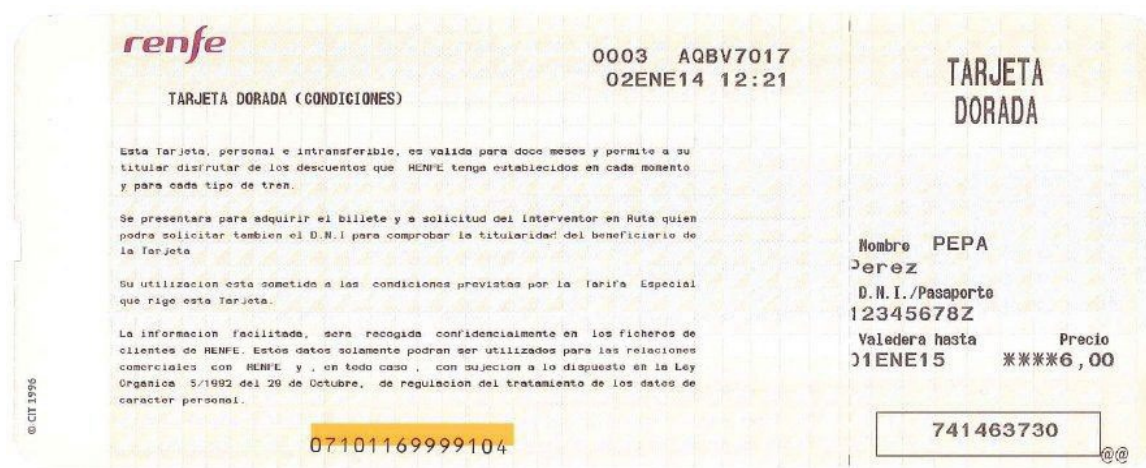 renfe
0003 AQBV7017
02ENE14 12:21
TARJETA DORADA (CONDICIONES)
Esta Tarjeta, personal e intransferible, es valida para doce meses y permite a su
titular disfrutar de los descuentos que RENFE tenga establecidos en cada momento
y para cada tipo de tren.
Se presentara para adquirir el billete y a solicitud del Interventor en Ruta quien
podra solicitar tambien el D.N.I para comprobar la titularidad del beneficiario de
la Tarjeta
Su utilizacion esta sometida a las condiciones previstas por la Tarifa Especial
que rige esta Tarjeta.
La informacion facilitada, sera recogida confidencialmente en los ficheros de
clientes de RENFE. Estos datos solamente podran ser utilizados para las relaciones
comerciales con RENFE y , en todo caso , con sujecion a lo dispuesto en la Ley
Organica 5/1992 del 29 de Octubre, de regulacion del tratamiento de los datos de
caracter personal.
07101169999104
© CIT 1996
TARJETA
DORADA
Nombre PEPA
Perez
D.N.I./Pasaporte
12345678Z
Valedera hasta Precio
01ENE15 ****6,00
741463730
@@